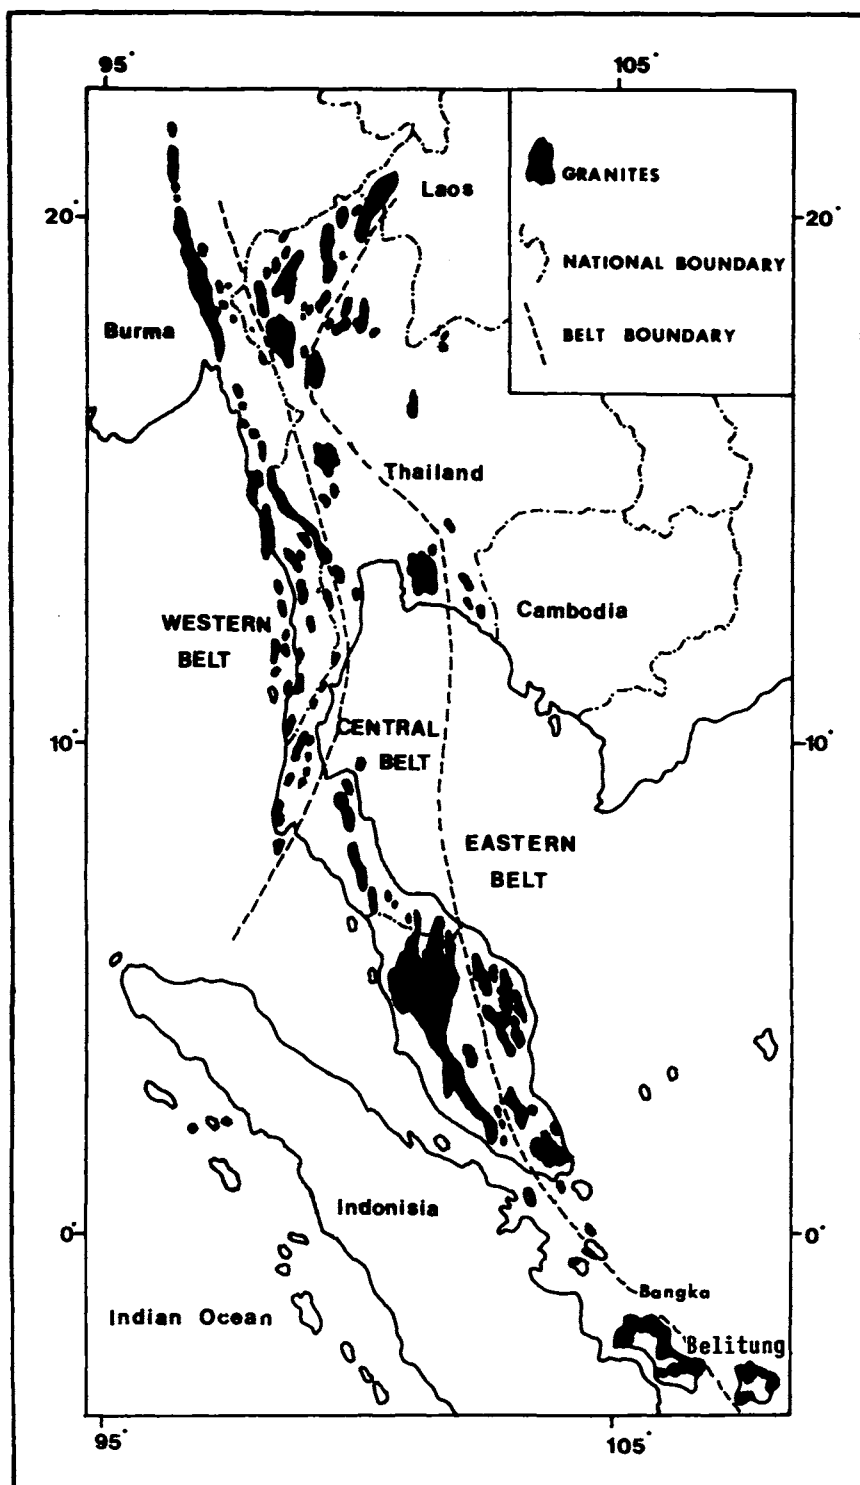 95°
105°
Laos
GRANITES
20°
20°
NATIONAL BOUNDARY
Burma
BELT BOUNDARY
Thailand
WESTERN
BELT
Cambodia
10°
CENTRAL
BELT
10°
EASTERN
BELT
Indonisia
0°
0°
Bangka
Indian Ocean
Belitung
95°
105°